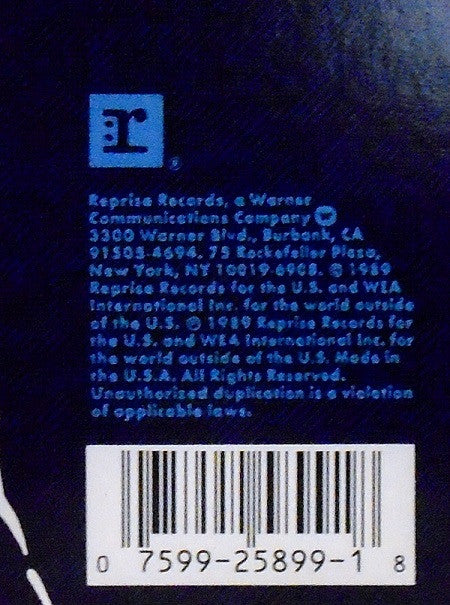 r
®
Reprise Records, a Warner
Communications Company
3300 Warner Blvd., Burbank, CA
91505-4694. 75 Rockefeller Plaza,
New York, NY 10019-6908. © 1989
Reprise Records for the U.S. and WEA
International Inc. for the world outside
of the U.S. ℗ 1989 Reprise Records for
the U.S. and WEA International Inc. for
the world outside of the U.S. Made in
the U.S.A. All Rights Reserved.
Unauthorized duplication is a violation
of applicable laws.
0 7599-25899-1 8